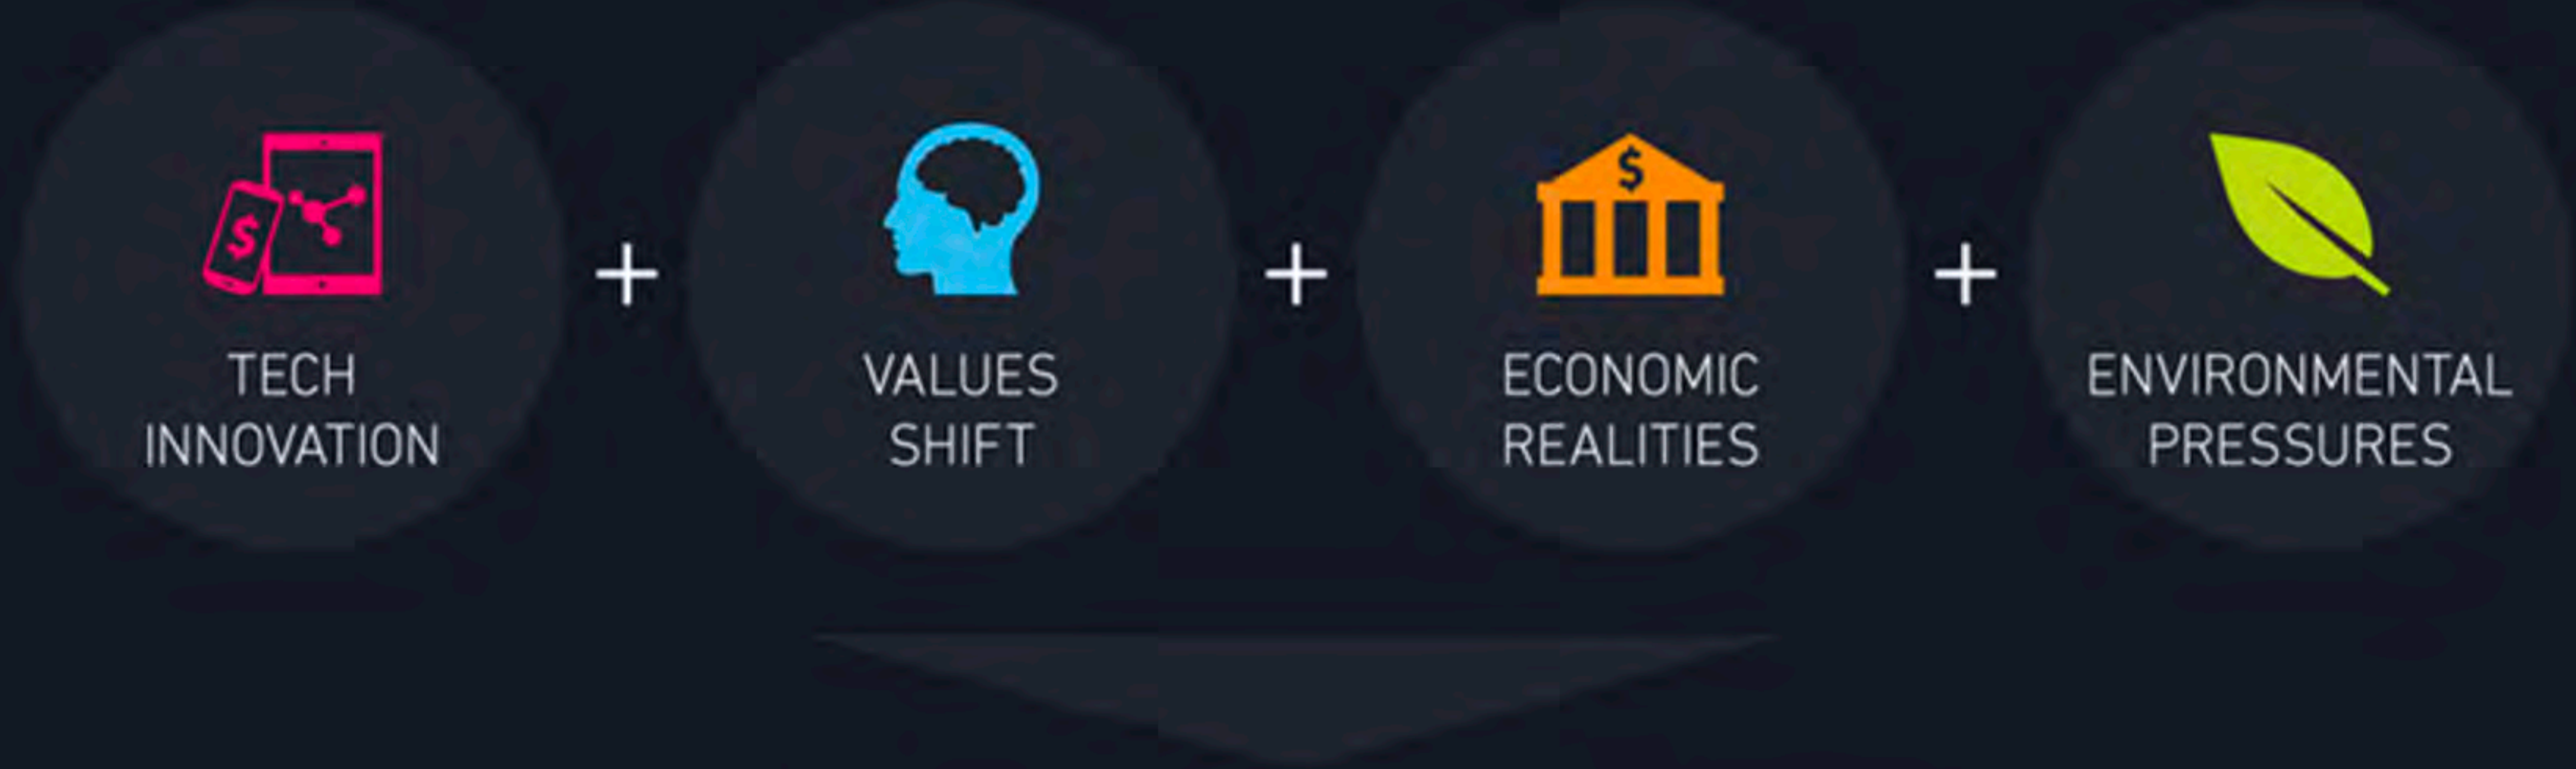 $
$
TECH
INNOVATION
+
VALUES
SHIFT
+
ECONOMIC
REALITIES
+
ENVIRONMENTAL
PRESSURES